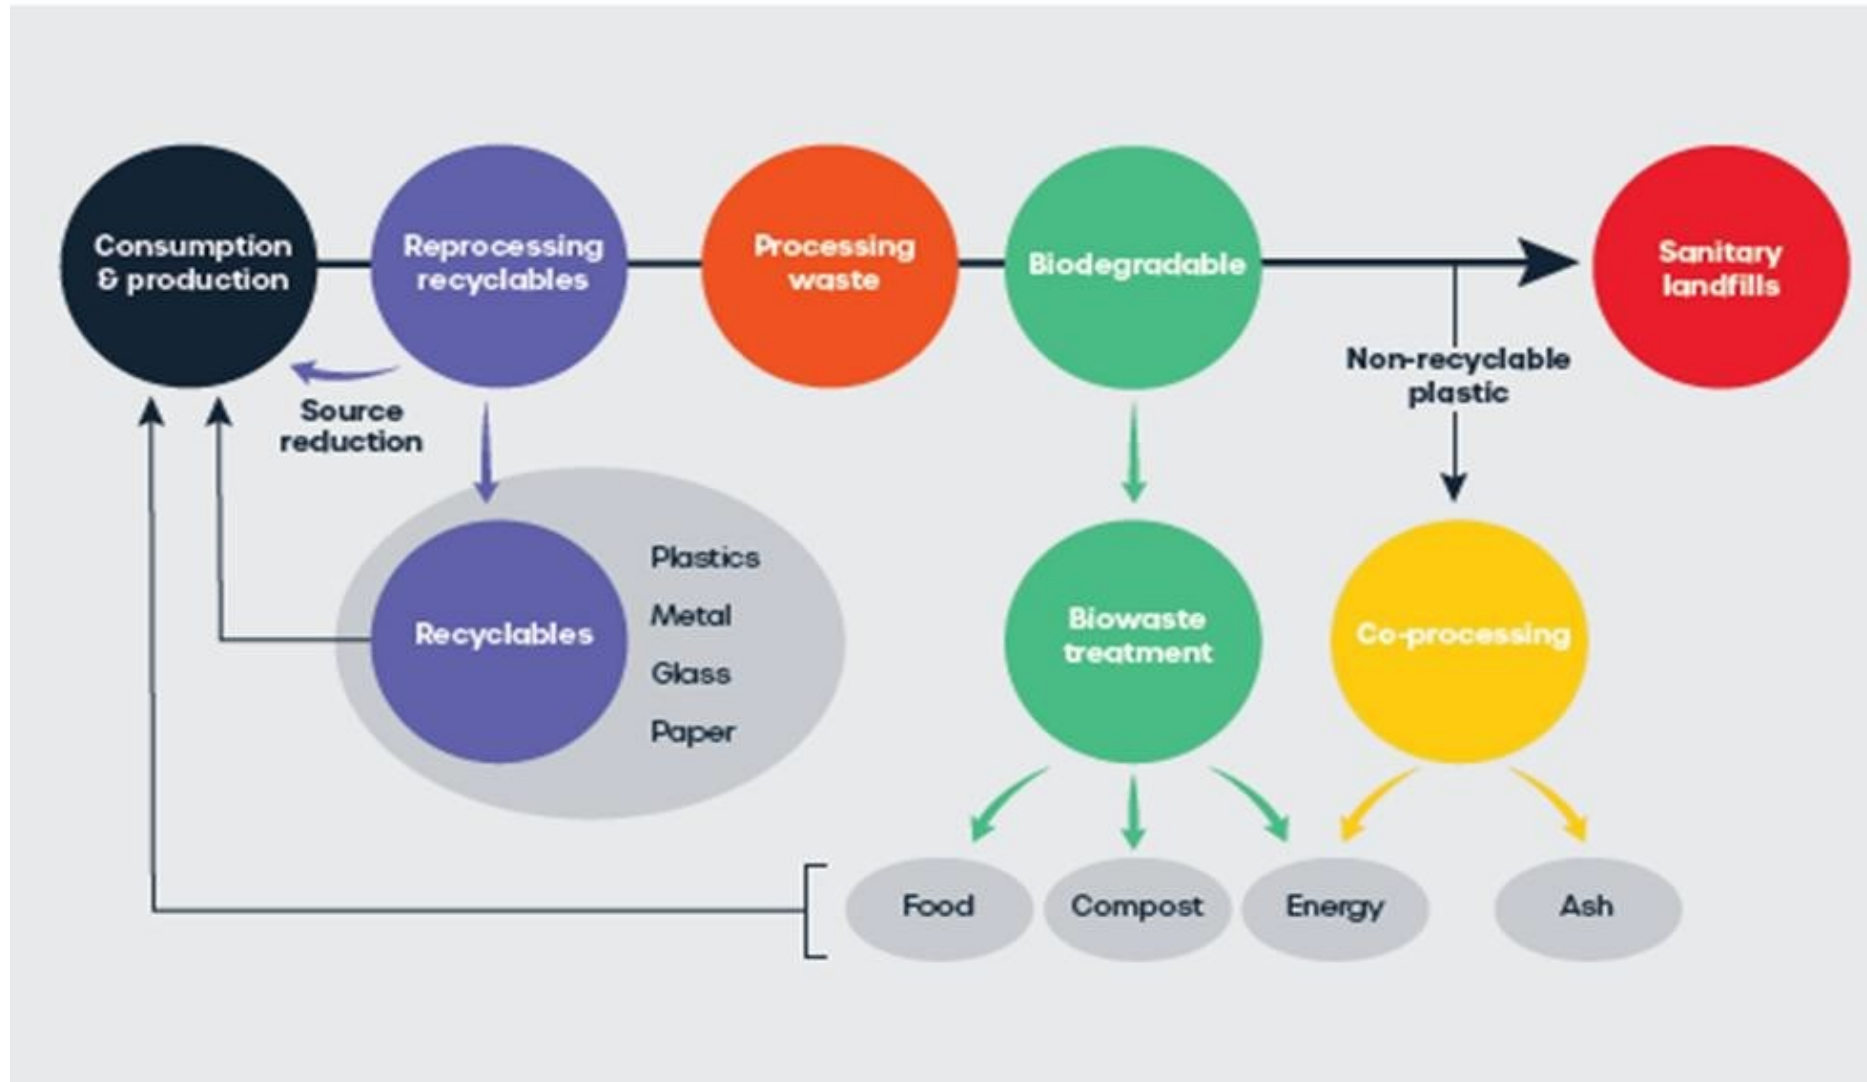 Consumption
& production
Reprocessing
recyclables
Processing
waste
Biodegradable
Sanitary
landfills
Non-recyclable
plastic
Source
reduction
Recyclables
Plastics
Metal
Glass
Paper
Biowaste
treatment
Co-processing
Food
Compost
Energy
Ash